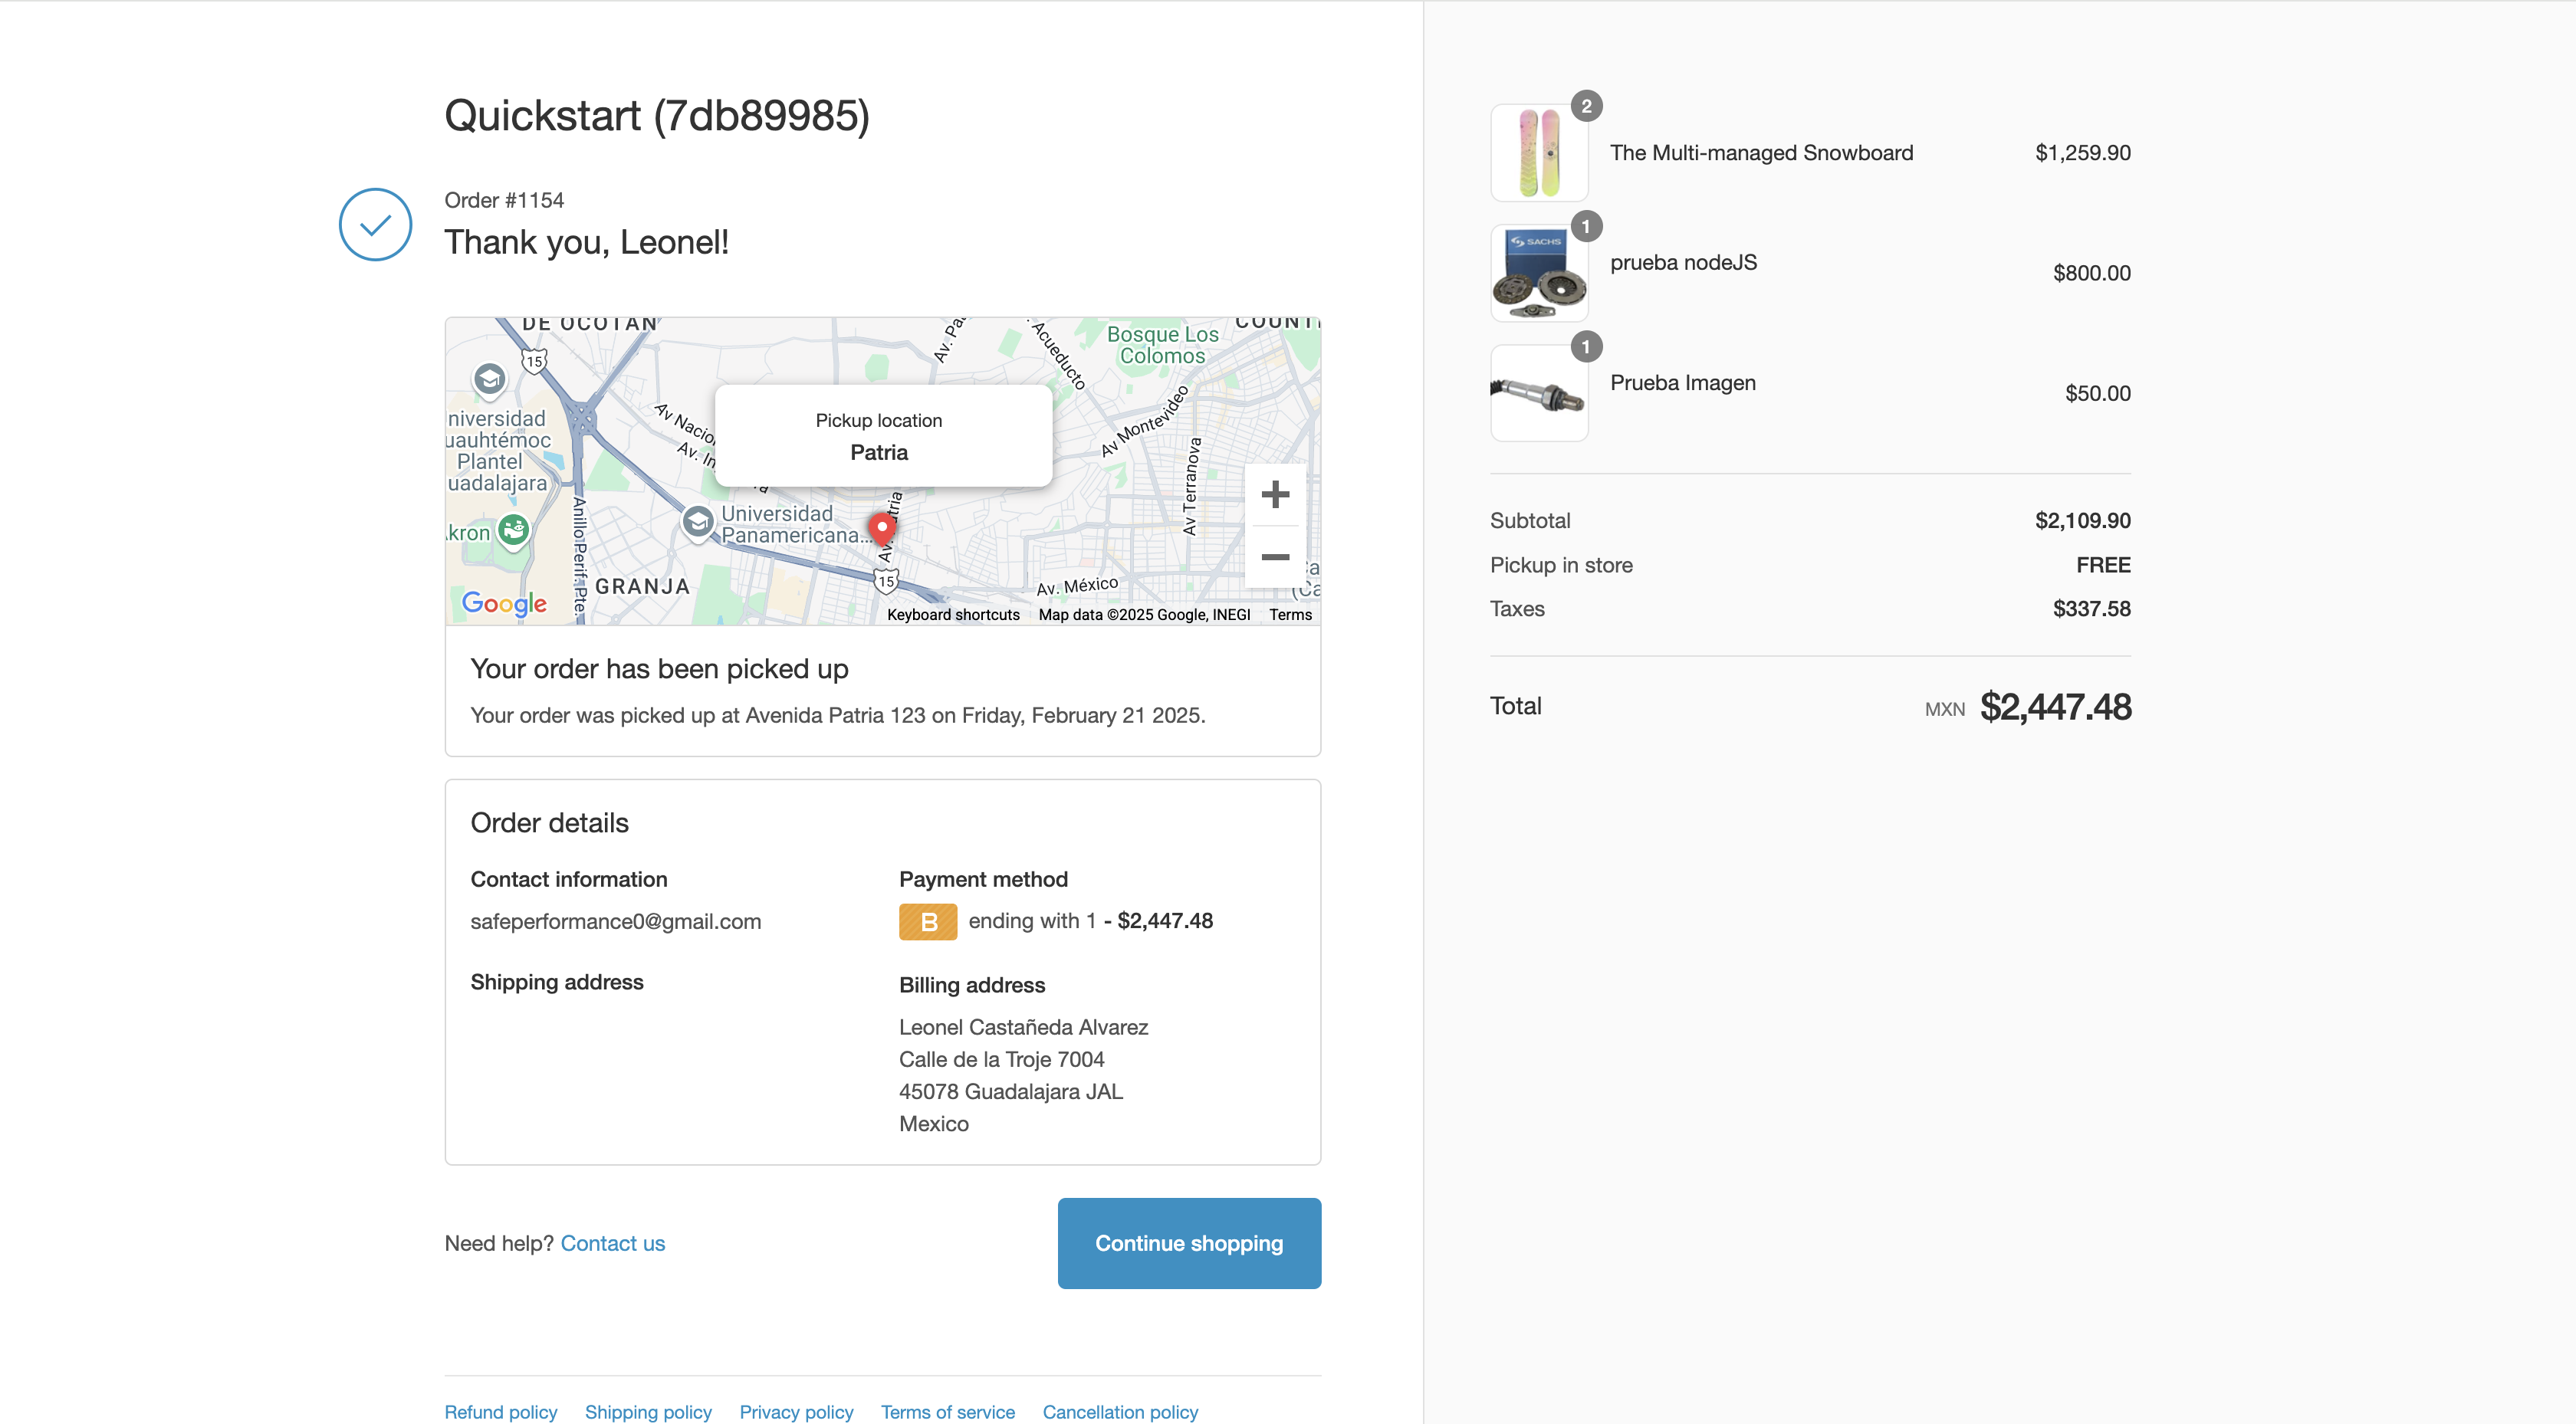 Quickstart (7db89985)
Order #1154
Thank you, Leonel!
DE OCOTAN
15
Av. Pa
Acueducto
Bosque Los
Colomos
COUNT
niversidad
uauhtémoc
Plantel
uadalajara
Av Nacio
Av. In
Pickup location
Patria
Av Montevideo
Av Terranova
kron
Anillo Perif. Pte.
Universidad
Panamericana...
GRANJA
15
Av. México
Google
Keyboard shortcuts
Map data ©2025 Google, INEGI
Terms
Your order has been picked up
Your order was picked up at Avenida Patria 123 on Friday, February 21 2025.
Order details
Contact information
safeperformance0@gmail.com
Payment method
B ending with 1 - $2,447.48
Shipping address
Billing address
Leonel Castañeda Alvarez
Calle de la Troje 7004
45078 Guadalajara JAL
Mexico
Need help? Contact us
Continue shopping
Refund policy Shipping policy Privacy policy Terms of service Cancellation policy
2
The Multi-managed Snowboard $1,259.90
1
SACHS
prueba nodeJS $800.00
1
Prueba Imagen $50.00
Subtotal $2,109.90
Pickup in store FREE
Taxes $337.58
Total MXN $2,447.48